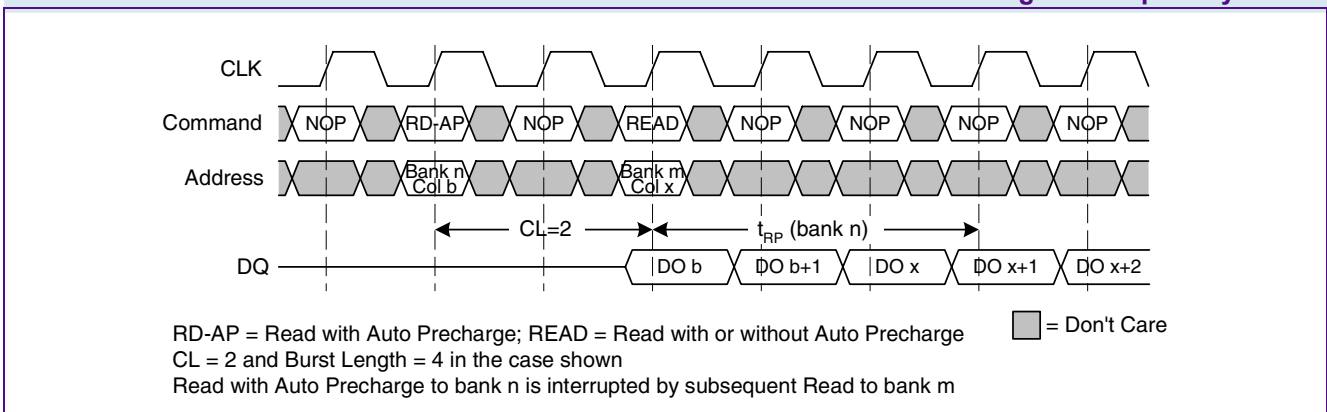 CLK
Command NOP RD-AP NOP READ NOP NOP NOP NOP
Address Bank n Col b Bank m Col x
CL=2 tRP (bank n)
DQ DO b DO b+1 DO x DO x+1 DO x+2
RD-AP = Read with Auto Precharge; READ = Read with or without Auto Precharge
= Don't Care
CL = 2 and Burst Length = 4 in the case shown
Read with Auto Precharge to bank n is interrupted by subsequent Read to bank m